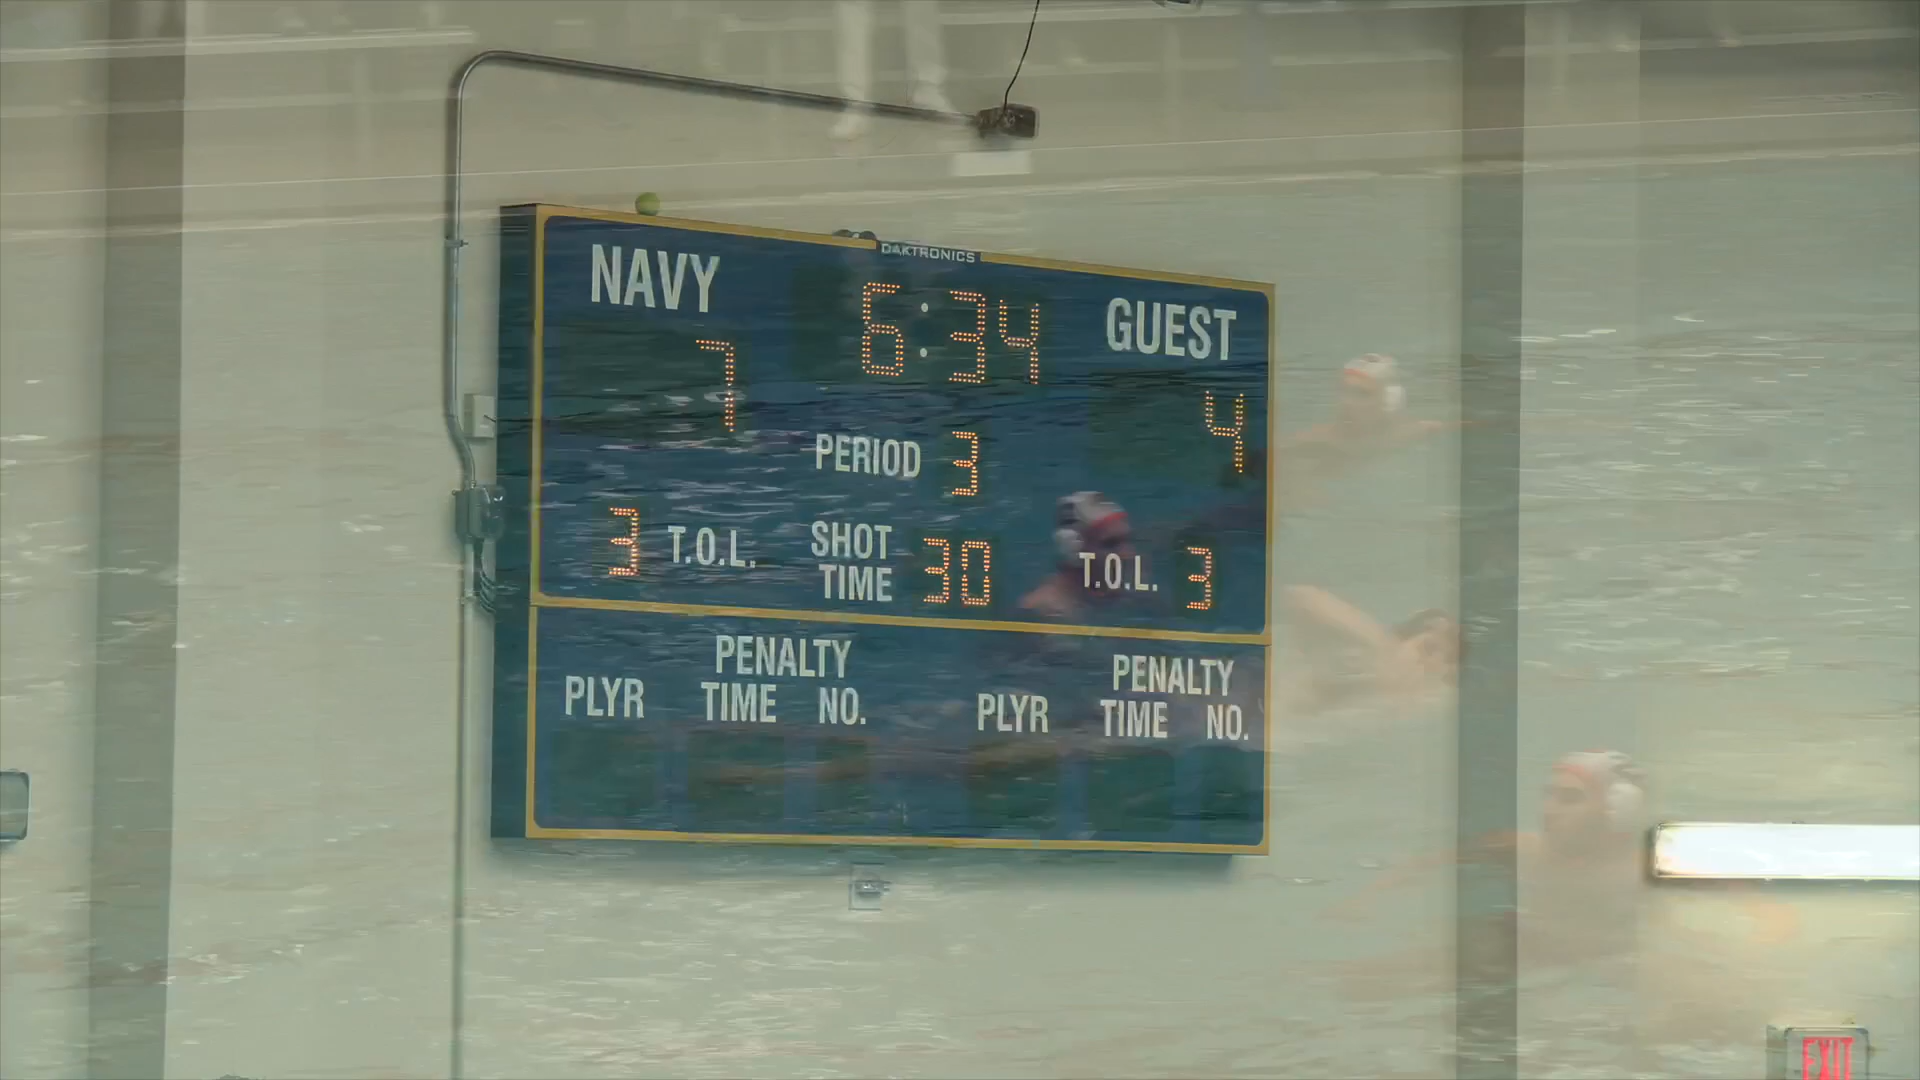 DAKTRONICS
NAVY 6:34 GUEST
7 4
PERIOD 3
3 T.O.L. SHOT TIME 30 T.O.L. 3
PENALTY PENALTY
PLYR TIME NO. PLYR TIME NO.
EXIT